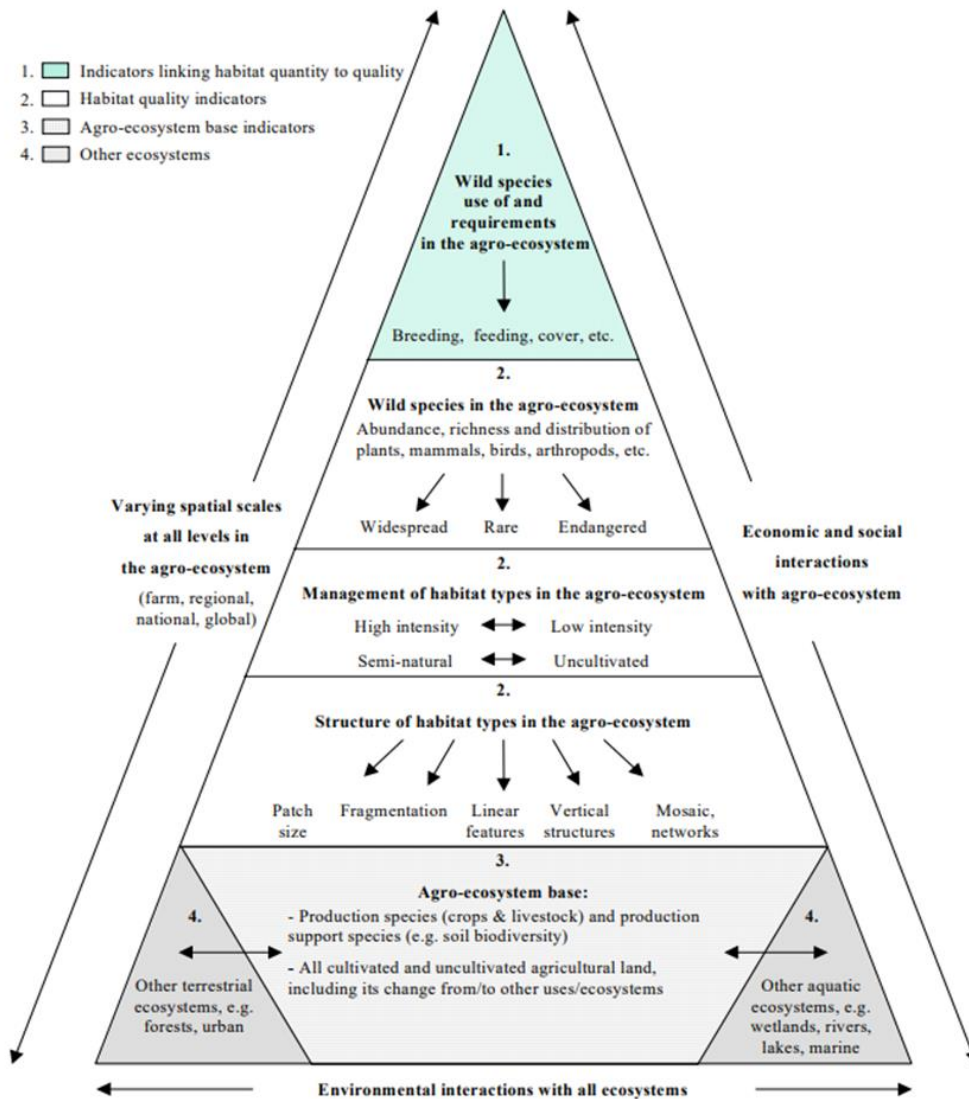 1. Indicators linking habitat quantity to quality
2. Habitat quality indicators
3. Agro-ecosystem base indicators
4. Other ecosystems
1.
Wild species
use of and
requirements
in the agro-ecosystem
Breeding, feeding, cover, etc.
2.
Wild species in the agro-ecosystem
Abundance, richness and distribution of
plants, mammals, birds, arthropods, etc.
Widespread Rare Endangered
Varying spatial scales
at all levels in
the agro-ecosystem
(farm, regional,
national, global)
Economic and social
interactions
with agro-ecosystem
2.
Management of habitat types in the agro-ecosystem
High intensity Low intensity
Semi-natural Uncultivated
2.
Structure of habitat types in the agro-ecosystem
Patch
size
Fragmentation
Linear
features
Vertical
structures
Mosaic,
networks
3.
Agro-ecosystem base:
- Production species (crops & livestock) and production
support species (e.g. soil biodiversity)
- All cultivated and uncultivated agricultural land,
including its change from/to other uses/ecosystems
4.
Other terrestrial
ecosystems, e.g.
forests, urban
4.
Other aquatic
ecosystems, e.g.
wetlands, rivers,
lakes, marine
Environmental interactions with all ecosystems